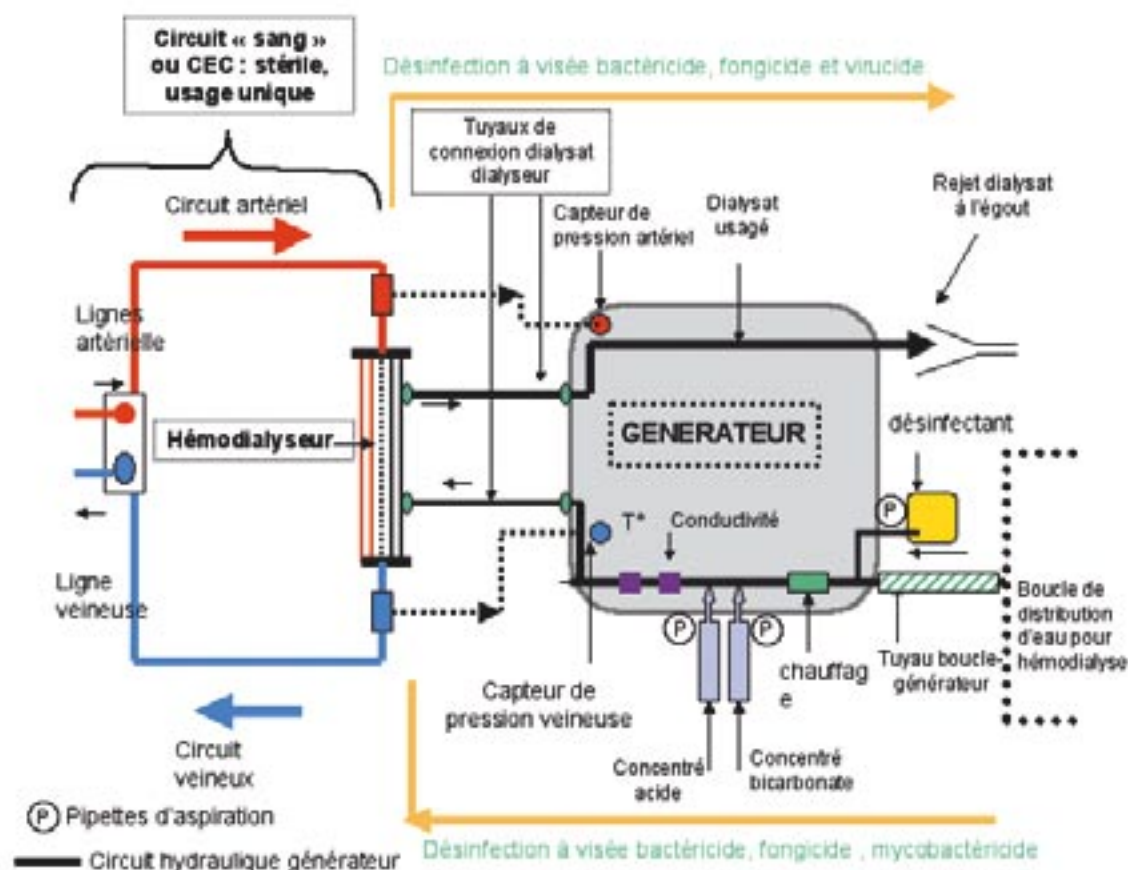 Circuit « sang »
ou CEC : stérile,
usage unique
Désinfection à visée bactéricide, fongicide et virucide
Tuyaux de
connexion dialysat
dialyseur
Circuit artériel
Capteur de
pression artériel
Dialysat
usagé
Rejet dialysat
à l'égout
Lignes
artérielle
Hémodialyseur
GENERATEUR
désinfectant
P
T°
Conductivité
Ligne
veineuse
P
P
chauffag
e
Tuyau boucle-
générateur
Boucle de
distribution
d'eau pour
hémodialyse
Capteur de
pression veineuse
Circuit
veineux
Concentré
acide
Concentré
bicarbonate
P Pipettes d'aspiration
Circuit hydraulique générateur
Désinfection à visée bactéricide, fongicide , mycobactéricide